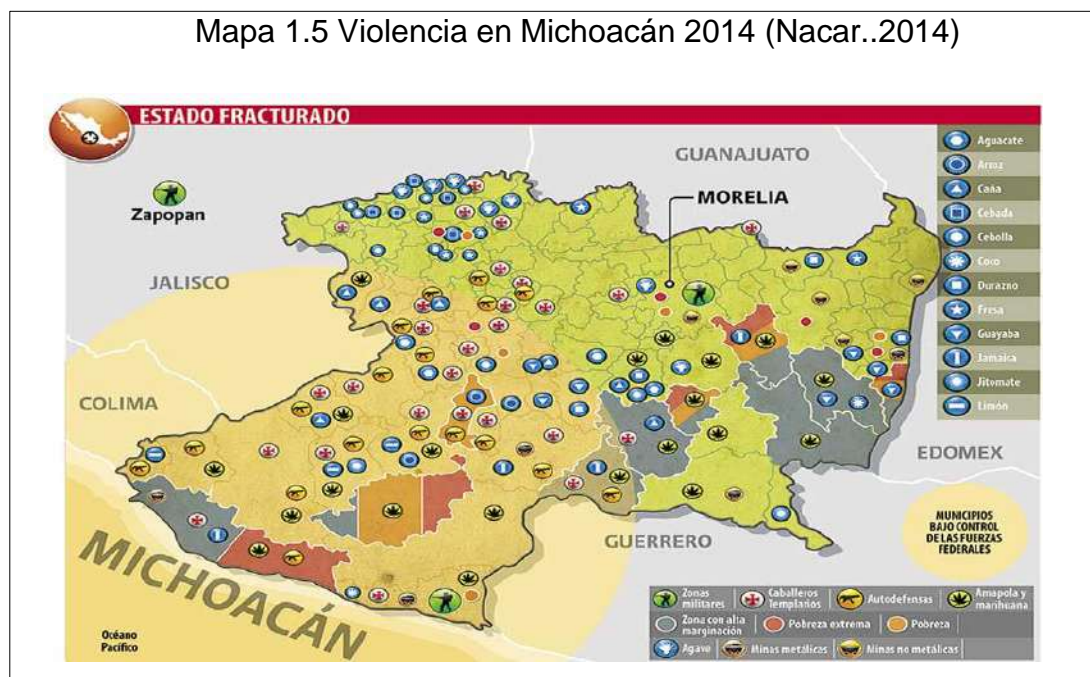 Mapa 1.5 Violencia en Michoacán 2014 (Nacar..2014)
ESTADO FRACTURADO
GUANAJUATO
Zapopan
MORELIA
JALISCO
COLIMA
EDOMEX
GUERRERO
MICHOACÁN
Océano
Pacífico
Aguacate
Arroz
Caña
Cebada
Cebolla
Coco
Durazno
Fresa
Guayaba
Jamaica
Jitomate
Limón
MUNICIPIOS
BAJO CONTROL
DE LAS FUERZAS
FEDERALES
Zonas
militares
Caballeros
Templarios
Autodefensas
Amapola y
marihuana
Zona con alta
marginación
Pobreza extrema
Pobreza
Agave
Minas metálicas
Minas no metálicas